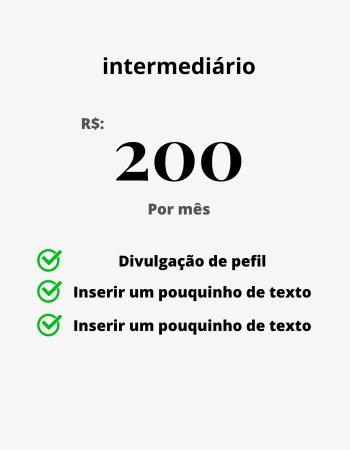 intermediário
R$:
200
Por mês
Divulgação de pefil
Inserir um pouquinho de texto
Inserir um pouquinho de texto